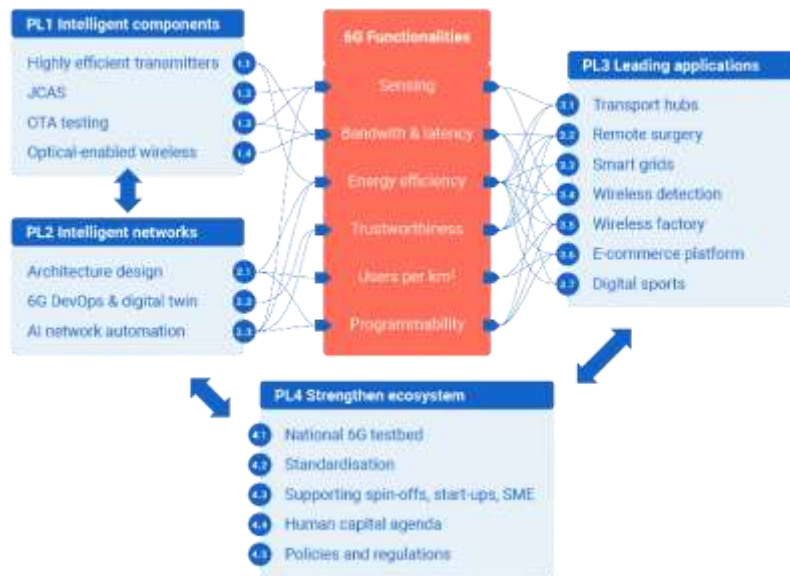 PL1 Intelligent components
Highly efficient transmitters 1.1
JCAS 1.2
OTA testing 1.3
Optical-enabled wireless 1.4
PL2 Intelligent networks
Architecture design 2.1
6G DevOps & digital twin 2.2
AI network automation 2.3
6G Functionalities
Sensing
Bandwith & latency
Energy efficiency
Trustworthiness
Users per km²
Programmability
PL3 Leading applications
3.1 Transport hubs
3.2 Remote surgery
3.3 Smart grids
3.4 Wireless detection
3.5 Wireless factory
3.6 E-commerce platform
3.7 Digital sports
PL4 Strengthen ecosystem
4.1 National 6G testbed
4.2 Standardisation
4.3 Supporting spin-offs, start-ups, SME
4.4 Human capital agenda
4.5 Policies and regulations